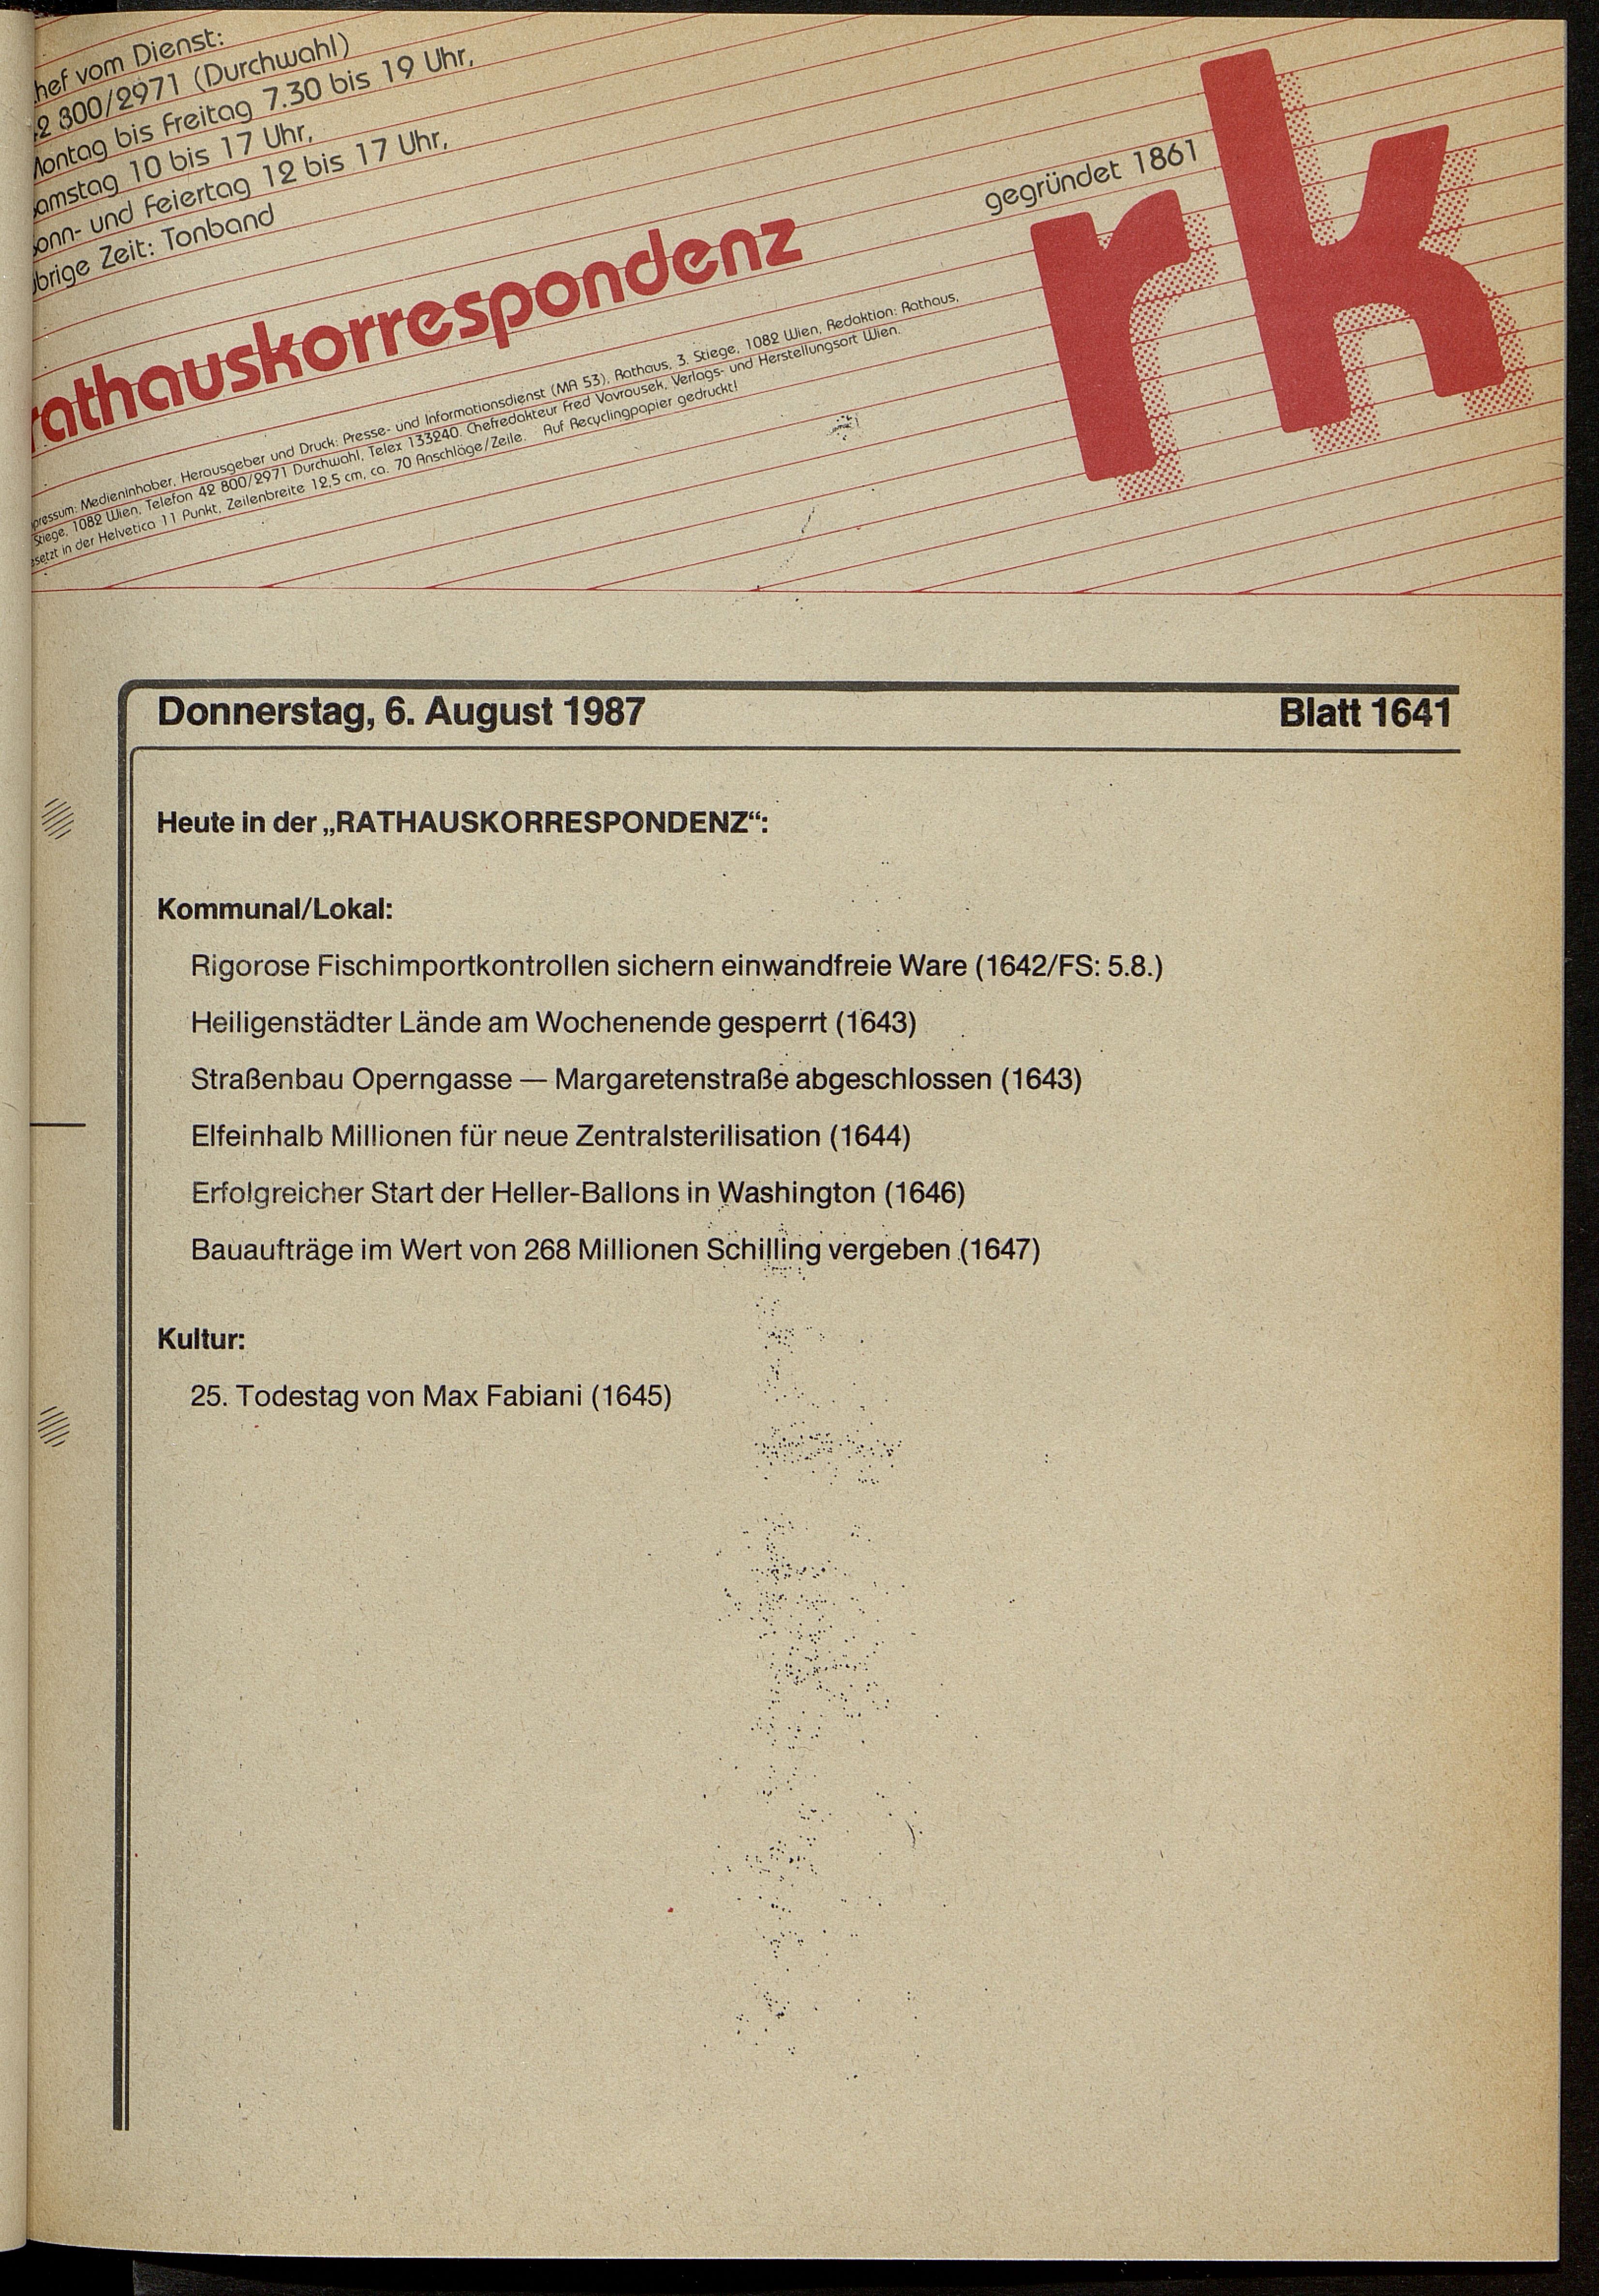 hef vom Dienst:
42 800/2971 (Durchwahl)
Montag bis Freitag 7.30 bis 19 Uhr,
amstag 10 bis 17 Uhr,
onn- und Feiertag 12 bis 17 Uhr,
übrige Zeit: Tonband
gegründet 1861
rk
rathauskorrespondenz
pressum: Medieninhaber, Herausgeber und Druck: Presse- und Informationsdienst (MA 53), Rathaus, 3. Stiege, 1082 Wien, Redaktion: Rathaus,
Stiege, 1082 Wien, Telefon 42 800/2971 Durchwahl, Telex 133240. Chefredakteur Fred Vavrousek, Verlags- und Herstellungsort Wien.
esetzt in der Helvetica 11 Punkt, Zeilenbreite 12,5 cm, ca. 70 Anschläge/Zeile. Auf Recyclingpapier gedruckt!
Donnerstag, 6. August 1987 Blatt 1641
Heute in der „RATHAUSKORRESPONDENZ“:
Kommunal/Lokal:
Rigorose Fischimportkontrollen sichern einwandfreie Ware (1642/FS: 5.8.)
Heiligenstädter Lände am Wochenende gesperrt (1643)
Straßenbau Operngasse — Margaretenstraße abgeschlossen (1643)
Elfeinhalb Millionen für neue Zentralsterilisation (1644)
Erfolgreicher Start der Heller-Ballons in Washington (1646)
Bauaufträge im Wert von 268 Millionen Schilling vergeben (1647)
Kultur:
25. Todestag von Max Fabiani (1645)